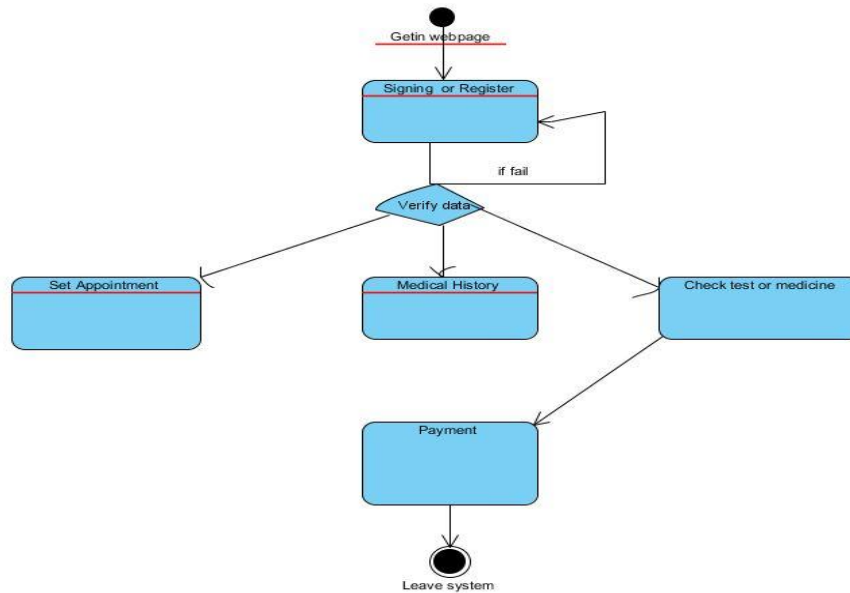 Getin webpage
Signing or Register
if fail
Verify data
Set Appointment
Medical History
Check test or medicine
Payment
Leave system